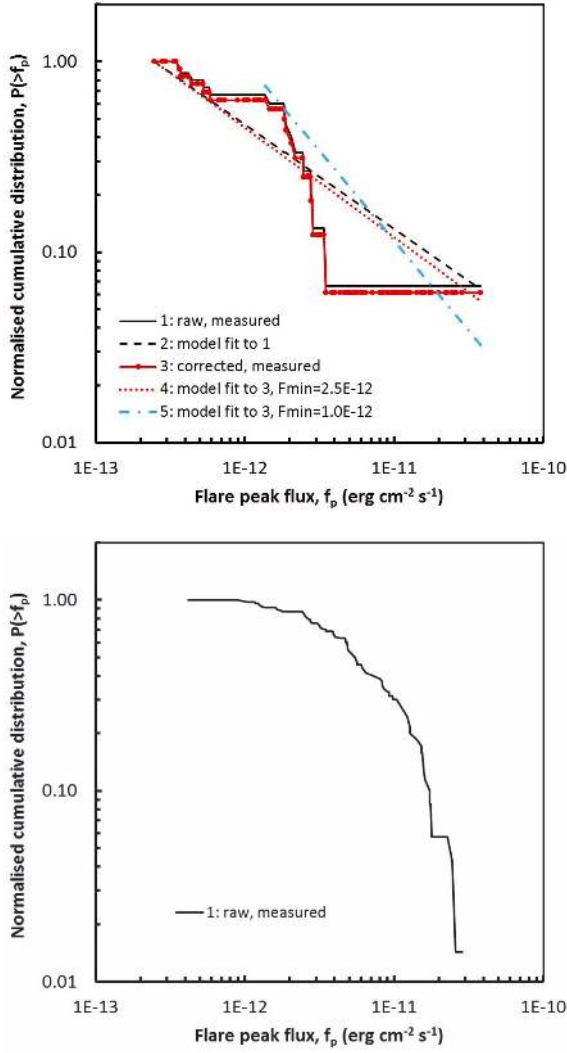 Normalised cumulative distribution, P(>fp)
1.00
0.10
0.01
1: raw, measured
2: model fit to 1
3: corrected, measured
4: model fit to 3, Fmin=2.5E-12
5: model fit to 3, Fmin=1.0E-12
1E-13 1E-12 1E-11 1E-10
Flare peak flux, fp (erg cm-2 s-1)
Normalised cumulative distribution, P(>fp)
1.00
0.10
0.01
1: raw, measured
1E-13 1E-12 1E-11 1E-10
Flare peak flux, fp (erg cm-2 s-1)